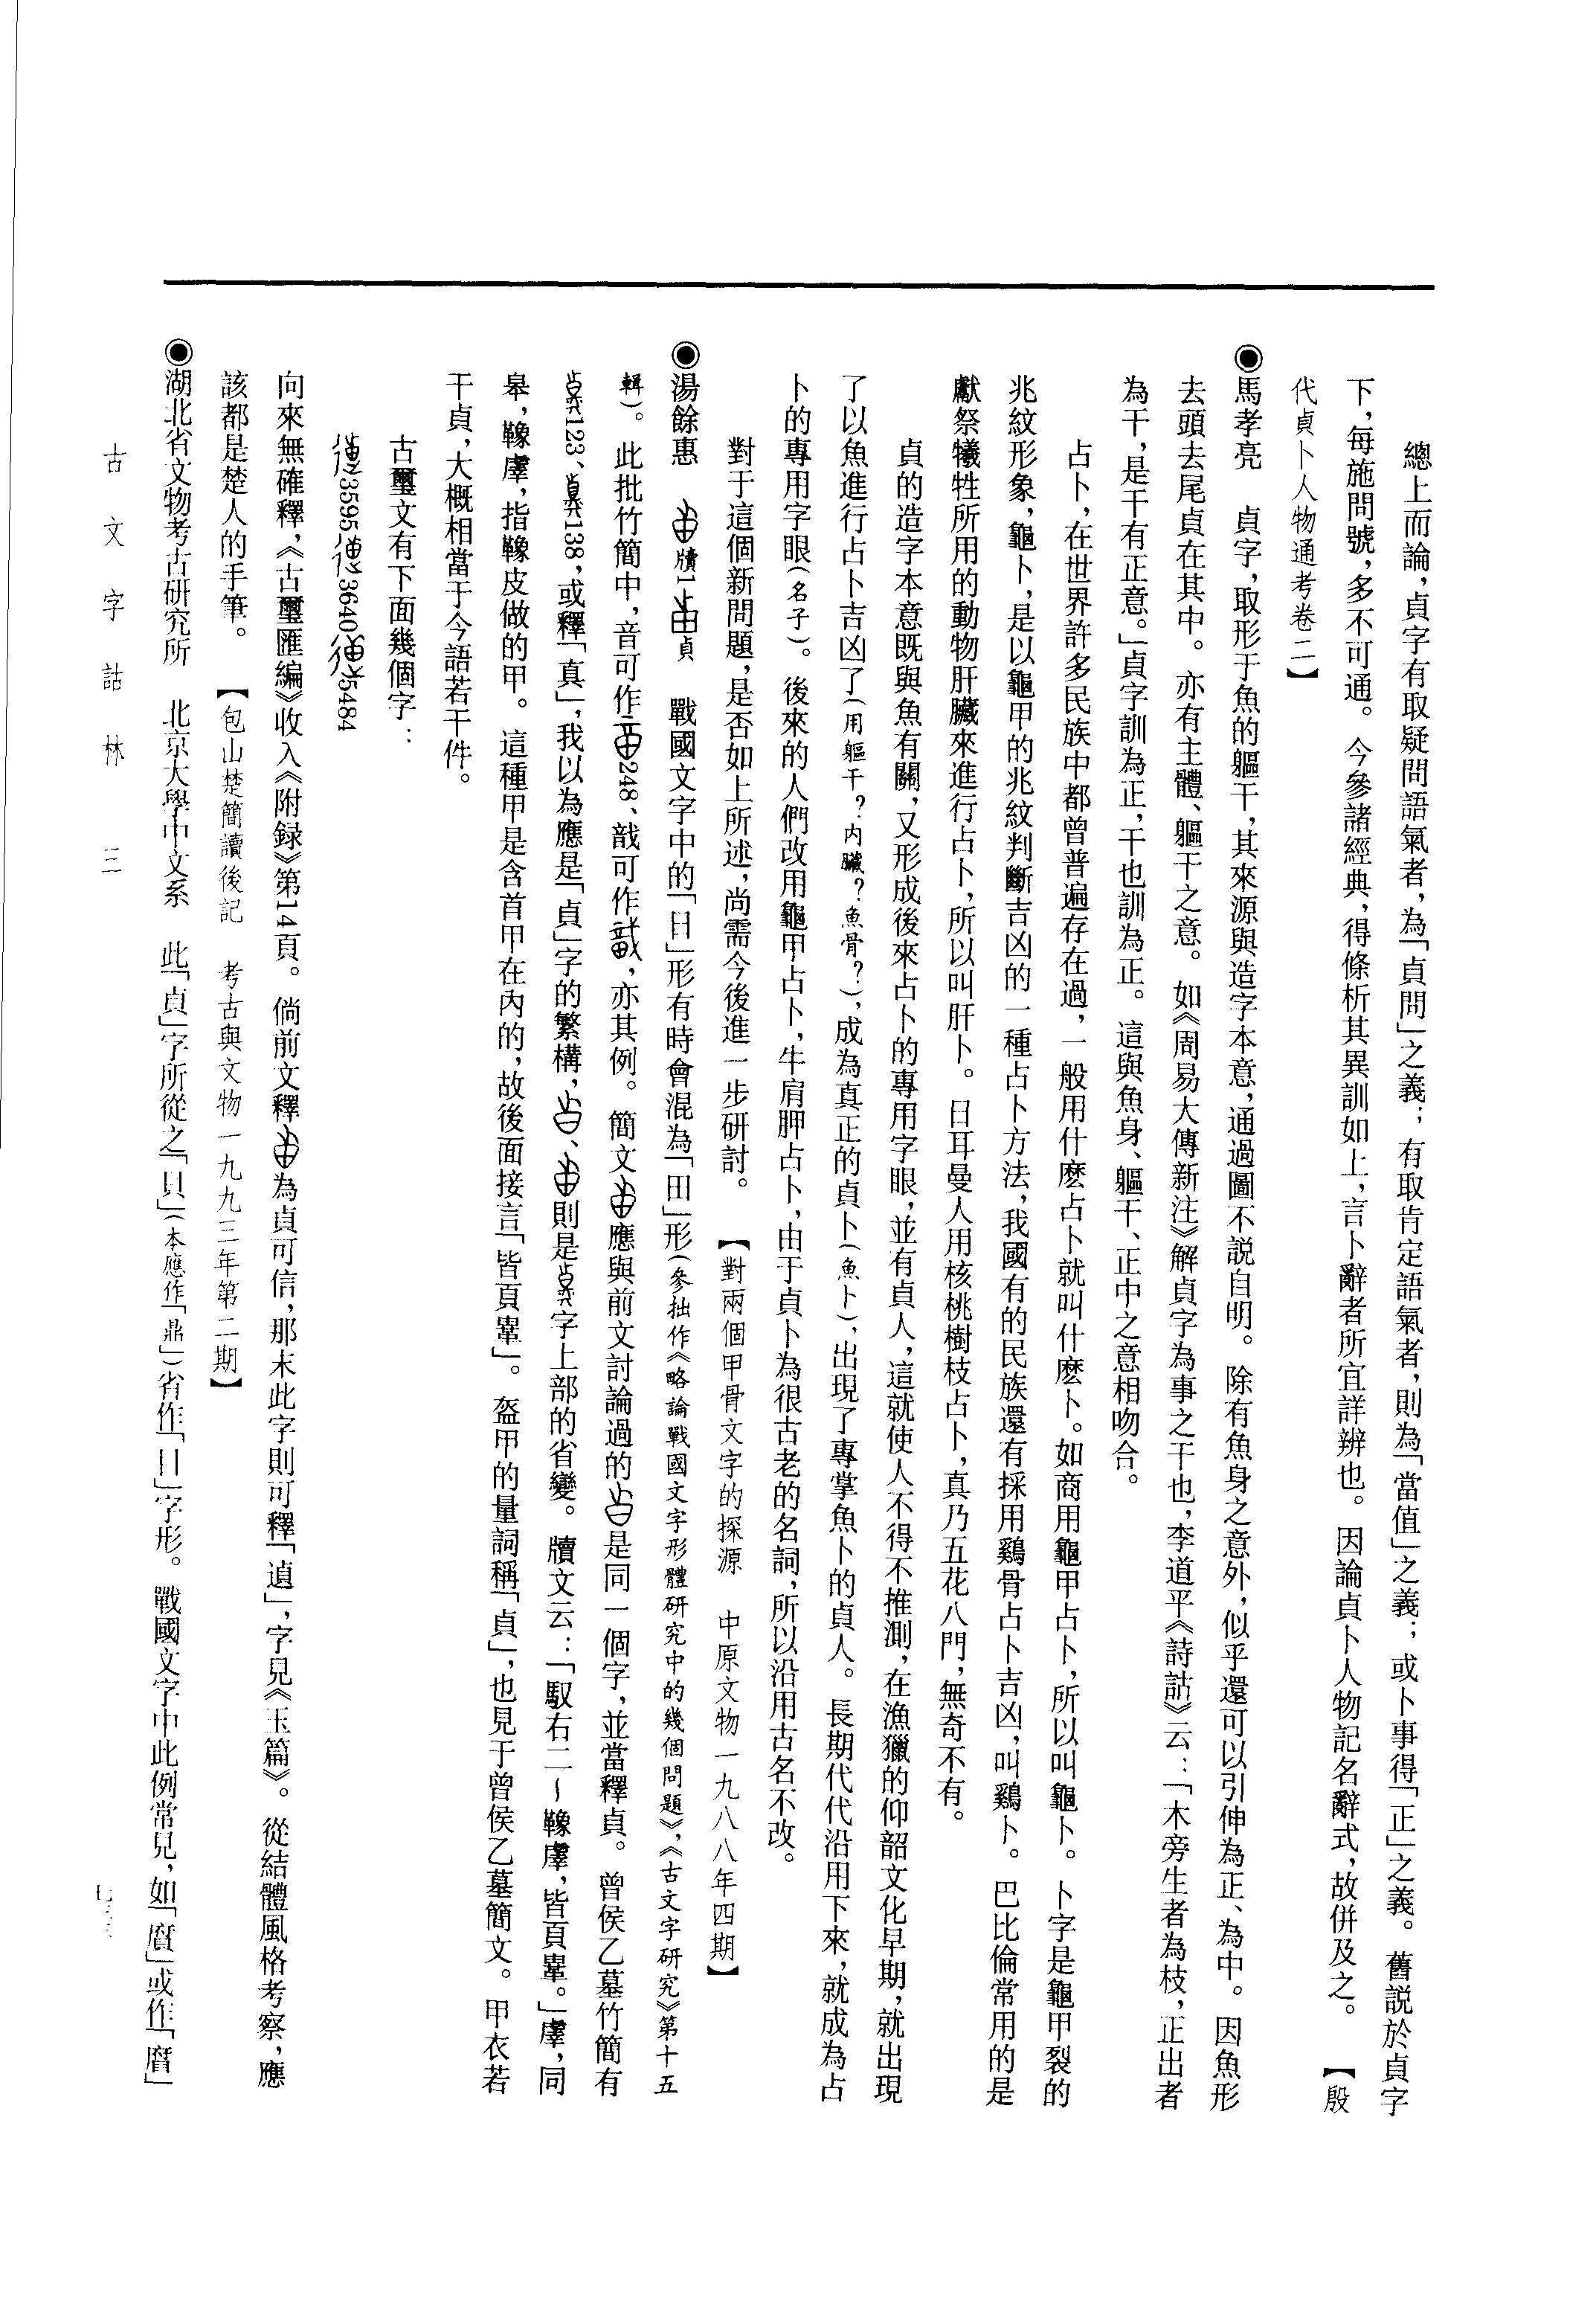 總上而論，貞字有取疑問語氣者，為「貞問」之義；有取肯定語氣者，則為「當值」之義；或卜事得「正」之義。舊説於貞字
下，每施問號，多不可通。今參諸經典，得條析其異訓如上，言卜辭者所宜詳辨也。因論貞卜人物記名辭式，故併及之。【殷
代貞卜人物通考卷二】
◉馬孝亮　貞字，取形于魚的軀干，其來源與造字本意，通過圖不説自明。除有魚身之意外，似乎還可以引伸為正、為中。因魚形
去頭去尾貞在其中。亦有主體、軀干之意。如《周易大傳新注》解貞字為事之干也，李道平《詩詁》云：「木旁生者為枝，正出者
為干，是干有正意。」貞字訓為正，干也訓為正。這與魚身、軀干、正中之意相吻合。
占卜，在世界許多民族中都曾普遍存在過，一般用什麽占卜就叫什麽卜。如商用龜甲占卜，所以叫龜卜。卜字是龜甲裂的
兆紋形象，龜卜，是以龜甲的兆紋判斷吉凶的一種占卜方法，我國有的民族還有採用鷄骨占卜吉凶，叫鷄卜。巴比倫常用的是
獻祭犧牲所用的動物肝臟來進行占卜，所以叫肝卜。日耳曼人用核桃樹枝占卜，真乃五花八門，無奇不有。
貞的造字本意既與魚有關，又形成後來占卜的專用字眼，並有貞人，這就使人不得不推測，在漁獵的仰韶文化早期，就出現
了以魚進行占卜吉凶了（用軀干？内臟？魚骨？），成為真正的貞卜（魚卜），出現了專掌魚卜的貞人。長期代代沿用下來，就成為占
卜的專用字眼（名子）。後來的人們改用龜甲占卜，牛肩胛占卜，由于貞卜為很古老的名詞，所以沿用古名不改。
對于這個新問題，是否如上所述，尚需今後進一步研討。【對兩個甲骨文字的探源　中原文物一九八八年四期】
◉湯餘惠　牘1上　貞　戰國文字中的「日」形有時會混為「田」形（參拙作《略論戰國文字形體研究中的幾個問題》，《古文字研究》第十五
輯）。此批竹簡中，音可作248、戠可作，亦其例。簡文應與前文討論過的是同一個字，並當釋貞。曾侯乙墓竹簡有
123、138，或釋「真」，我以為應是「貞」字的繁構，、則是字上部的省變。牘文云：「馭右二～鞼虖，皆頁。」虖，同
皋，，指皮做的甲。這種甲是含首甲在內的，故後面接言「皆頁」。盔甲的量詞稱「貞」，也見于曾侯乙墓簡文。甲衣若
干貞，大概相當于今語若干件。
古璽文有下面幾個字：
3595　3640　5484
向來無確釋，《古璽匯編》收入《附録》第14頁。倘前文釋為貞可信，那末此字則可釋「遉」，字見《玉篇》。從結體風格考察，應
該都是楚人的手筆。【包山楚簡讀後記　考古與文物一九九三年第二期】
◉湖北省文物考古研究所　北京大學中文系　此「貞」字所從之「貝」（本應作「鼎」）省作「目」字形。戰國文字中此例常見，如「」或作「」
古文字詁林　三